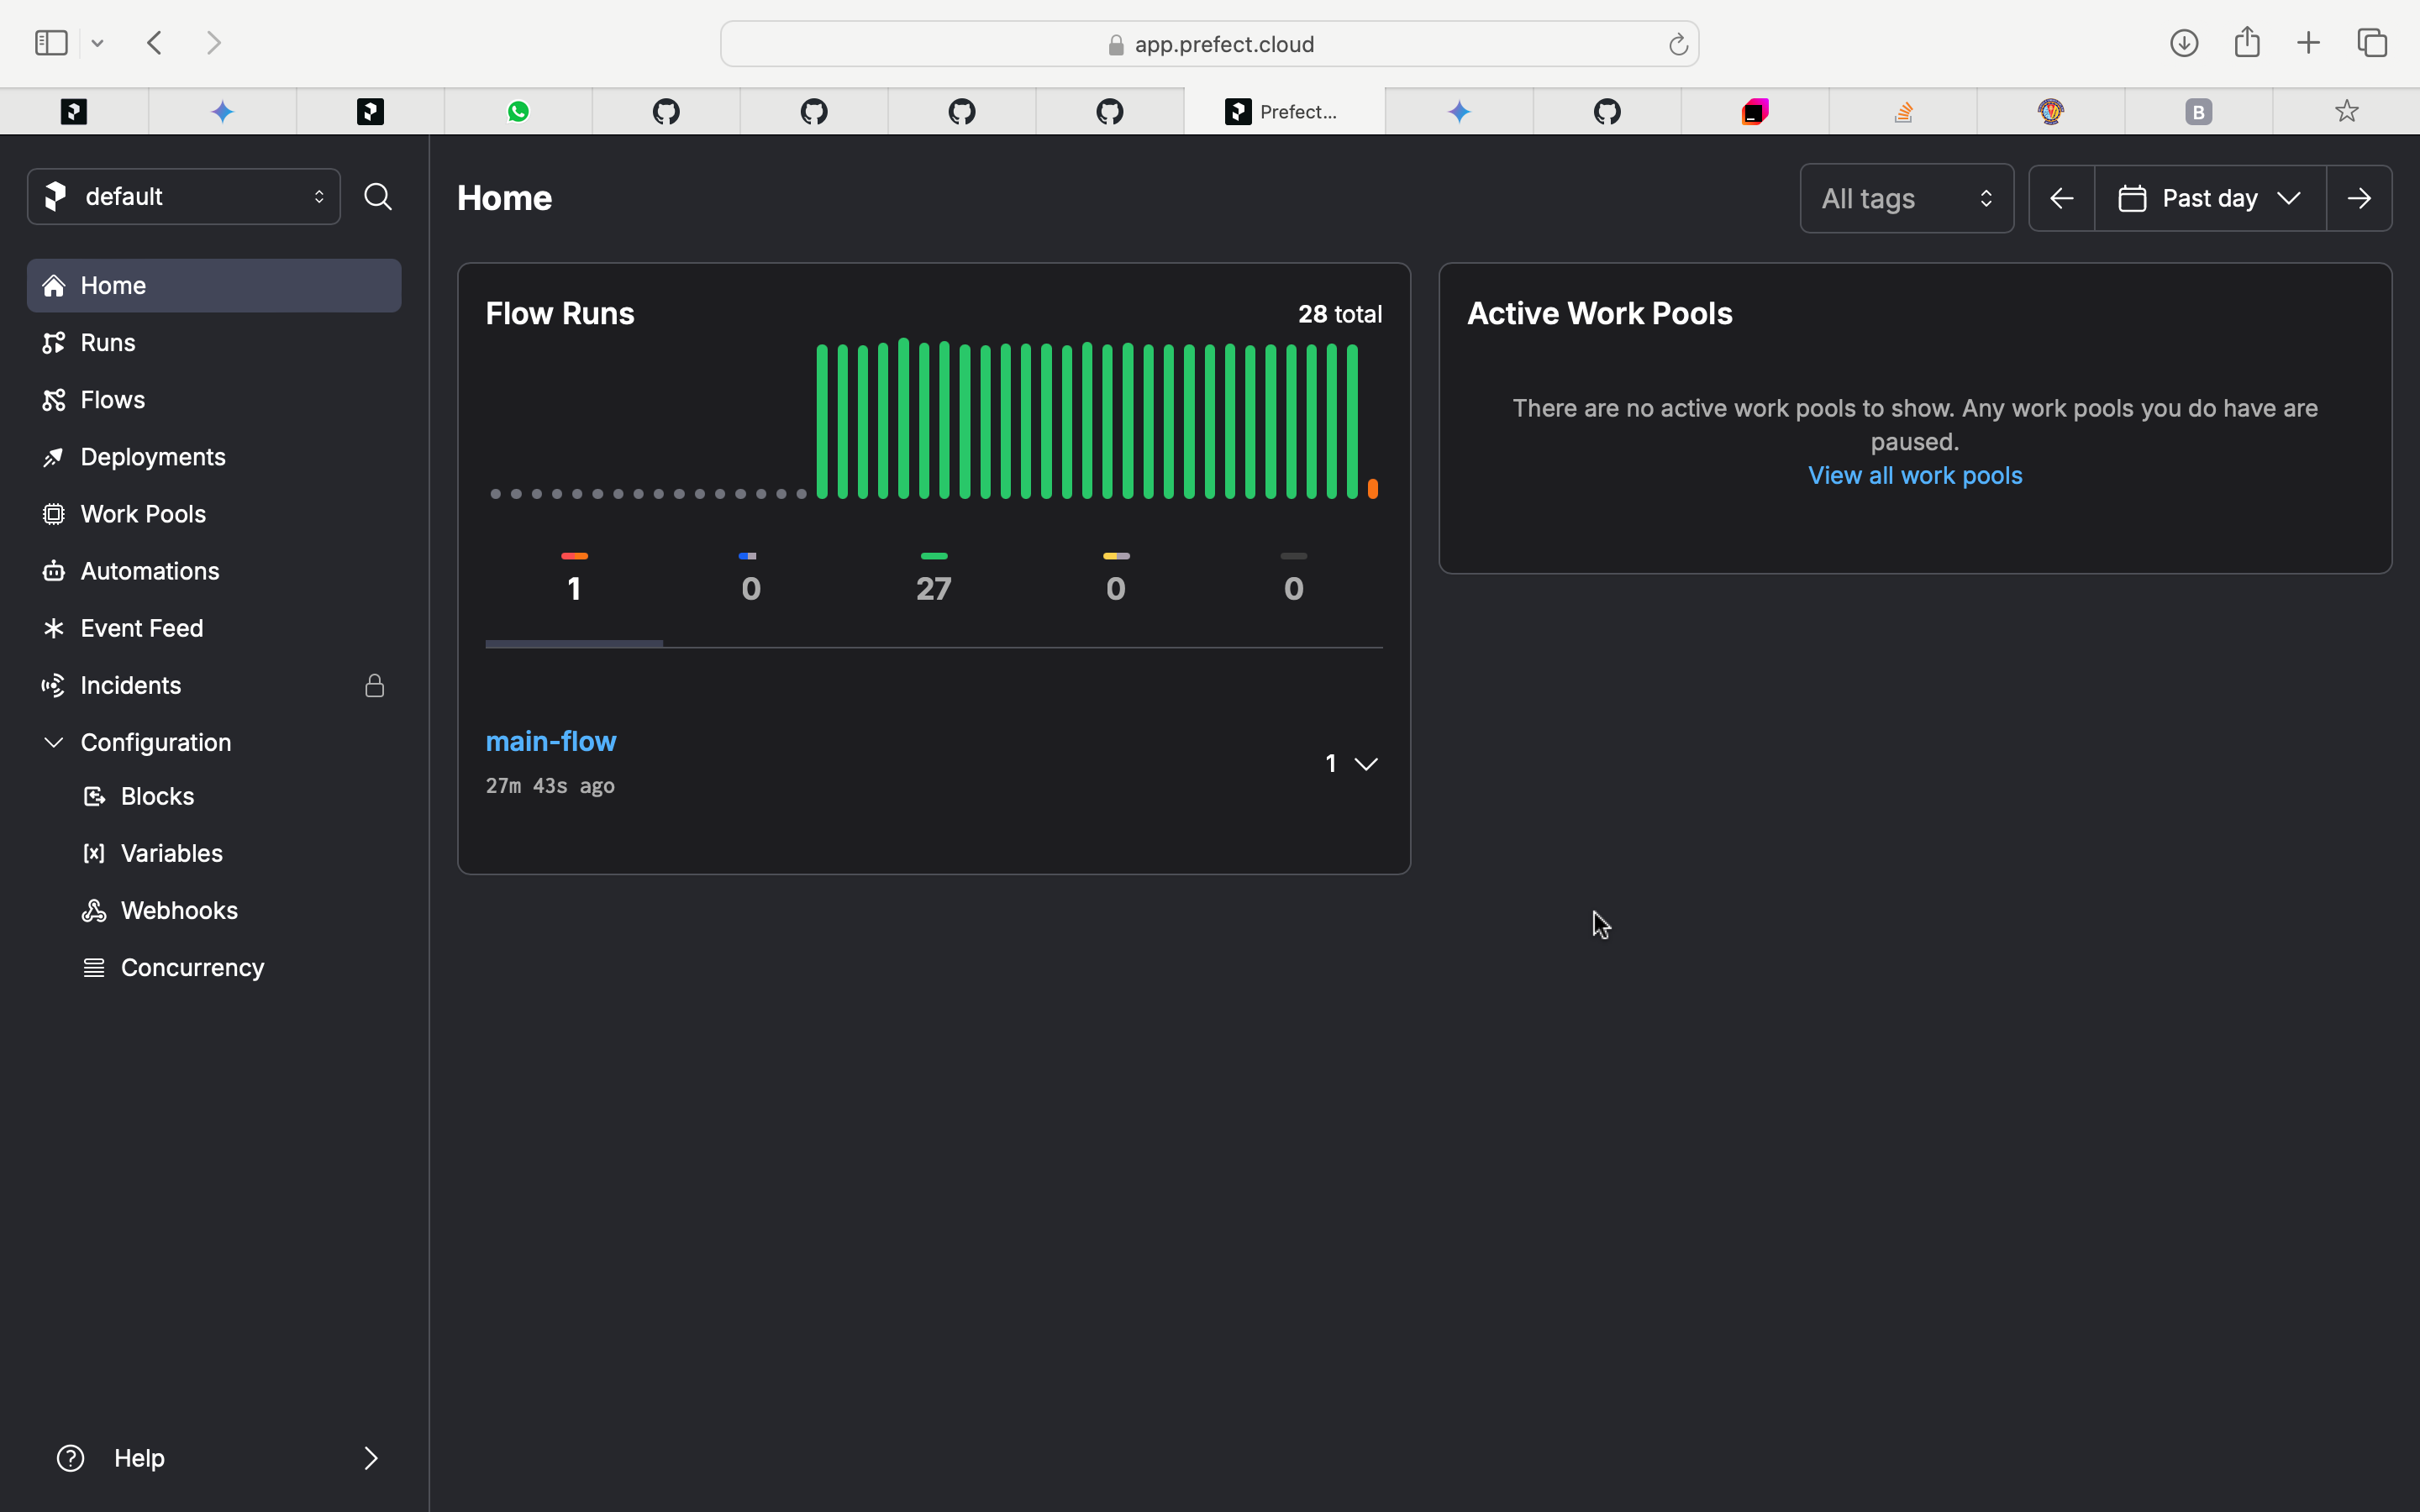 app.prefect.cloud
Prefect...
B
default
Home
Runs
Flows
Deployments
Work Pools
Automations
Event Feed
Incidents
Configuration
Blocks
Variables
Webhooks
Concurrency
Help
Home
All tags
Past day
Flow Runs
28 total
1
0
27
0
0
main-flow
1
27m 43s ago
Active Work Pools
There are no active work pools to show. Any work pools you do have are
paused.
View all work pools